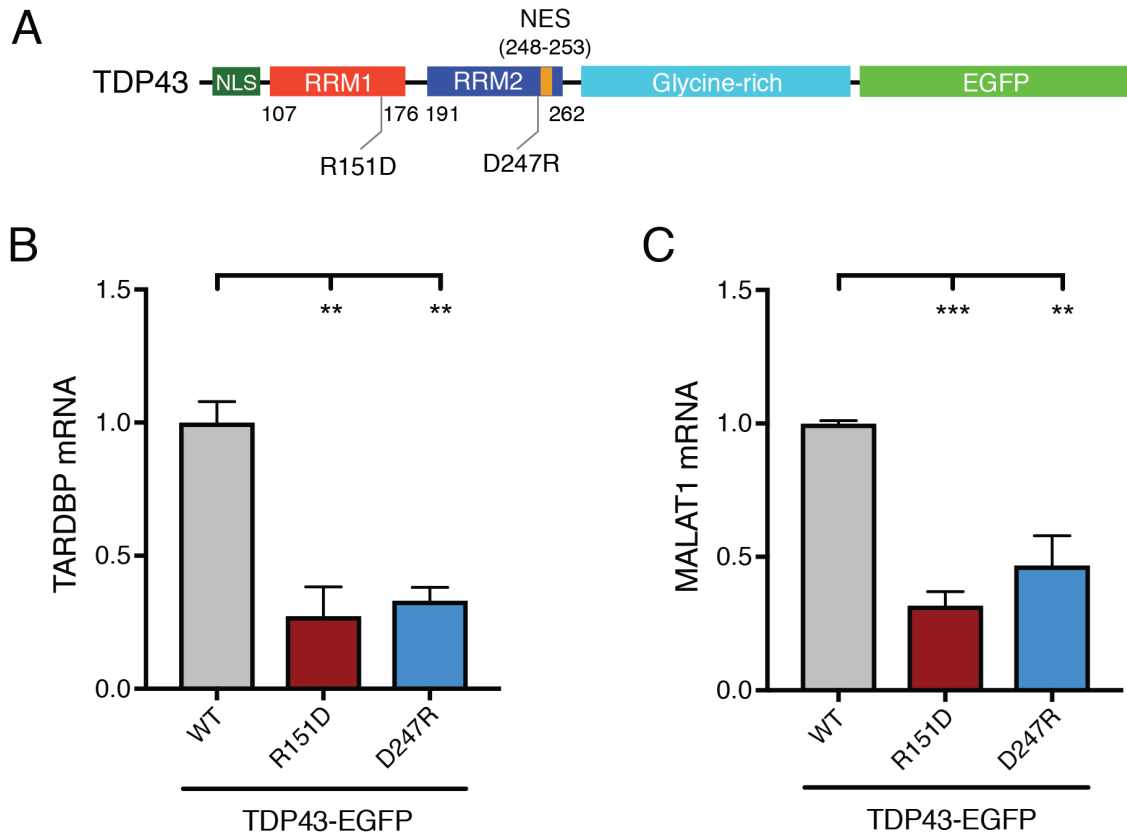 A
NES
(248-253)
TDP43
NLS
RRM1
RRM2
Glycine-rich
EGFP
107
176
191
262
R151D
D247R
B
**
**
1.5
1.0
0.5
0.0
TARDBP mRNA
WT
R151D
D247R
TDP43-EGFP
C
***
**
1.5
1.0
0.5
0.0
MALAT1 mRNA
WT
R151D
D247R
TDP43-EGFP